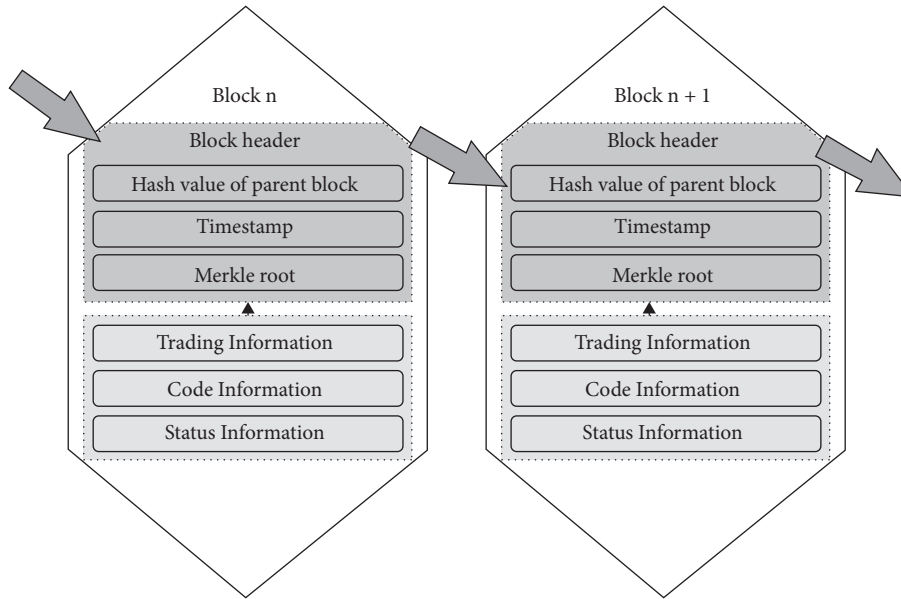 Block n
Block header
Hash value of parent block
Timestamp
Merkle root
Trading Information
Code Information
Status Information
Block n + 1
Block header
Hash value of parent block
Timestamp
Merkle root
Trading Information
Code Information
Status Information